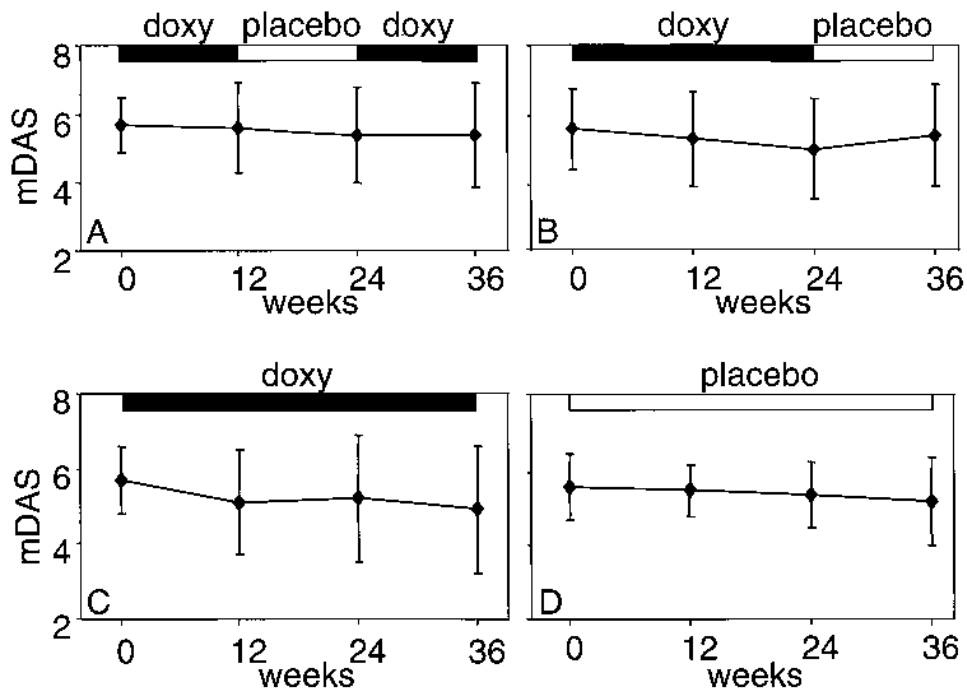 doxy placebo doxy
doxy placebo
8
6
4
2
mDAS
A
B
0 12 24 36
weeks
0 12 24 36
weeks
doxy
placebo
8
6
4
2
mDAS
C
D
0 12 24 36
weeks
0 12 24 36
weeks